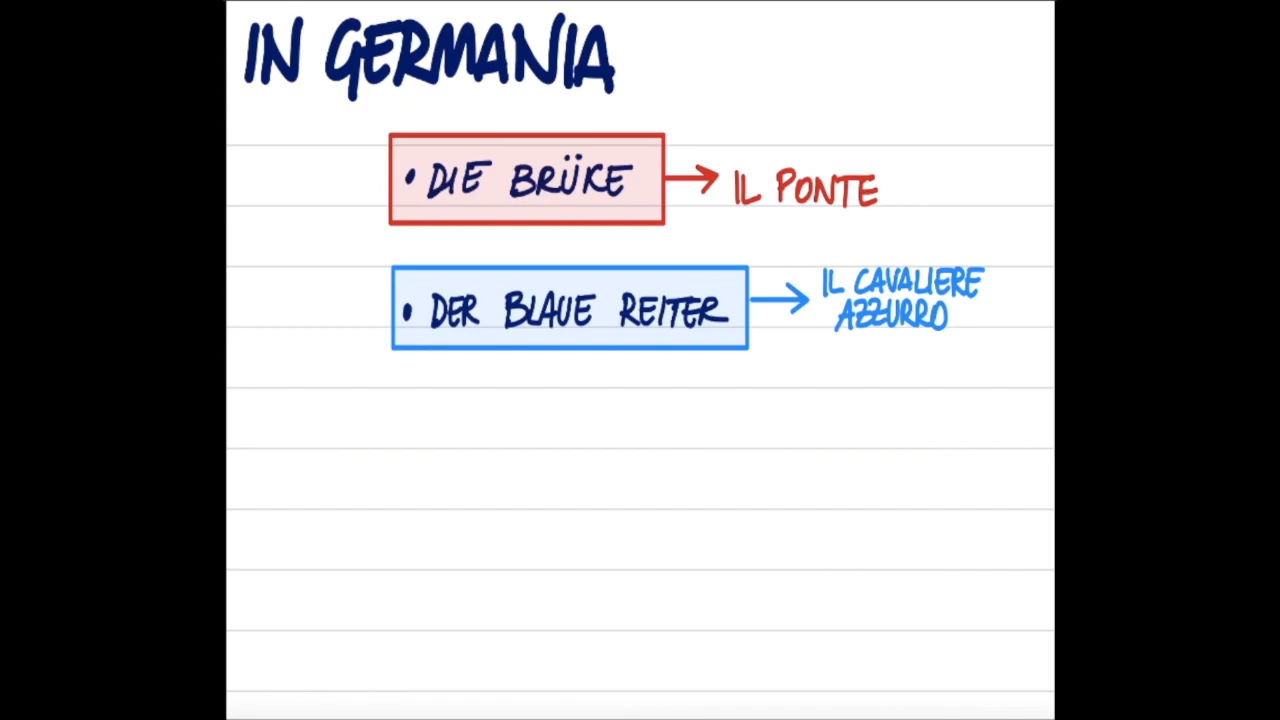 IN GERMANIA
• DIE BRÜKE → IL PONTE
• DER BLAUE REITER → IL CAVALIERE
AZZURRO